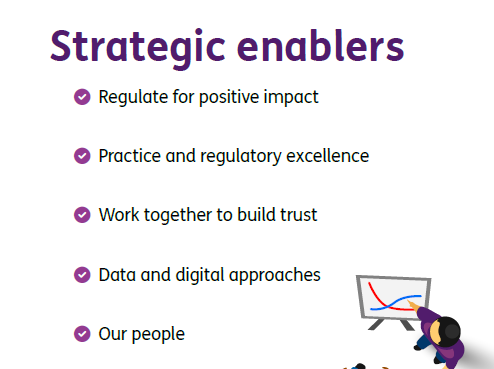 Strategic enablers
Regulate for positive impact
Practice and regulatory excellence
Work together to build trust
Data and digital approaches
Our people